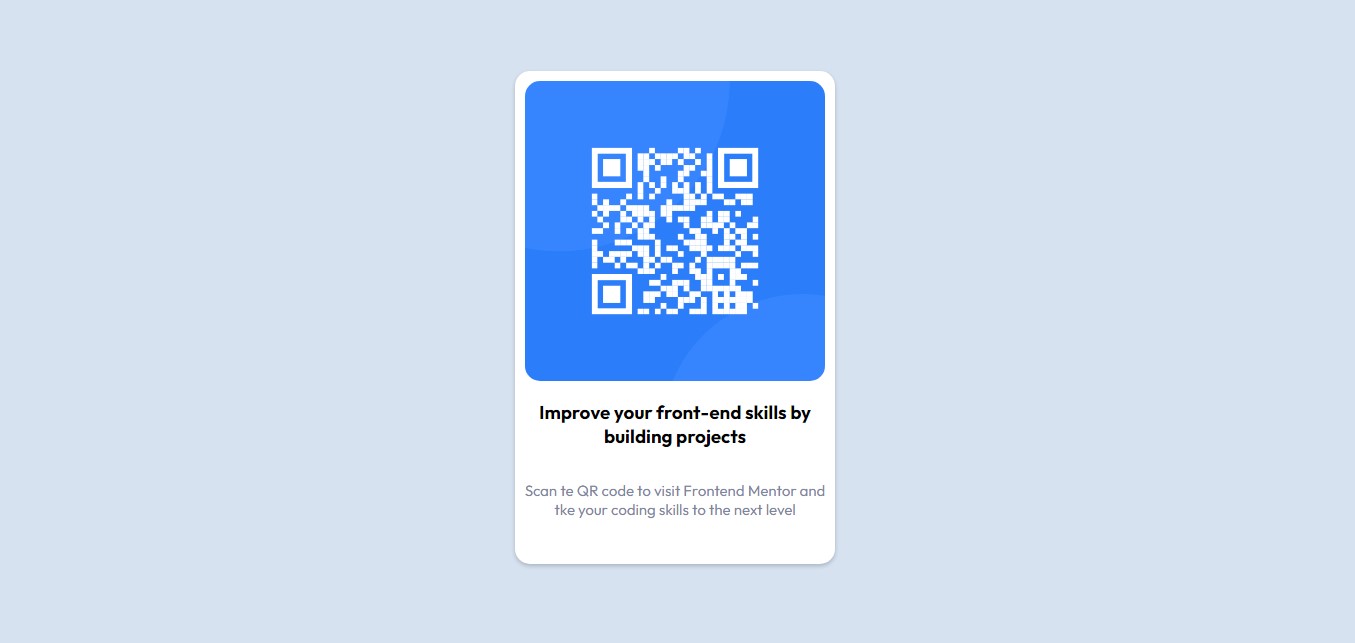 Improve your front-end skills by
building projects
Scan te QR code to visit Frontend Mentor and
tke your coding skills to the next level